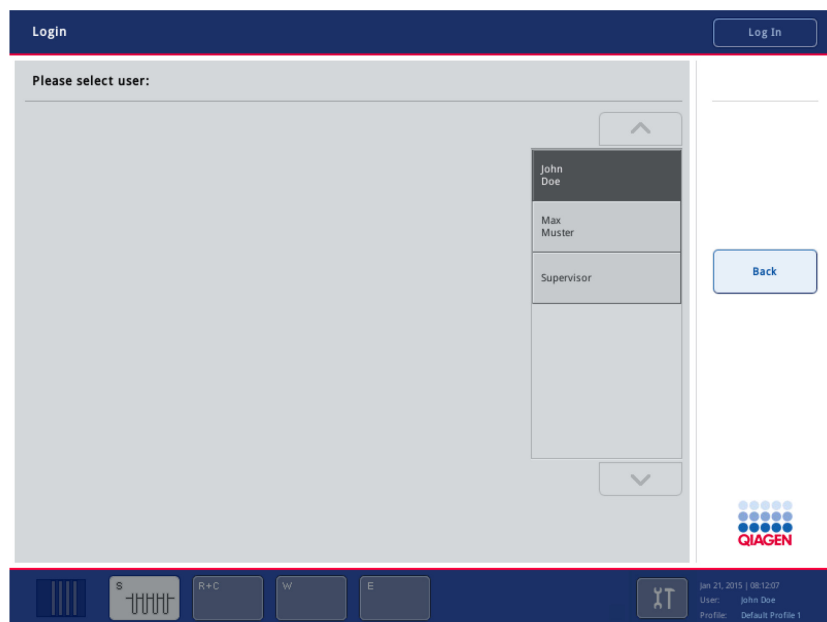 Login
Log In
Please select user:
John
Doe
Max
Muster
Supervisor
Back
QIAGEN
S
R+C
W
E
Jan 21, 2015 | 08:12:07
User: John Doe
Profile: Default Profile 1